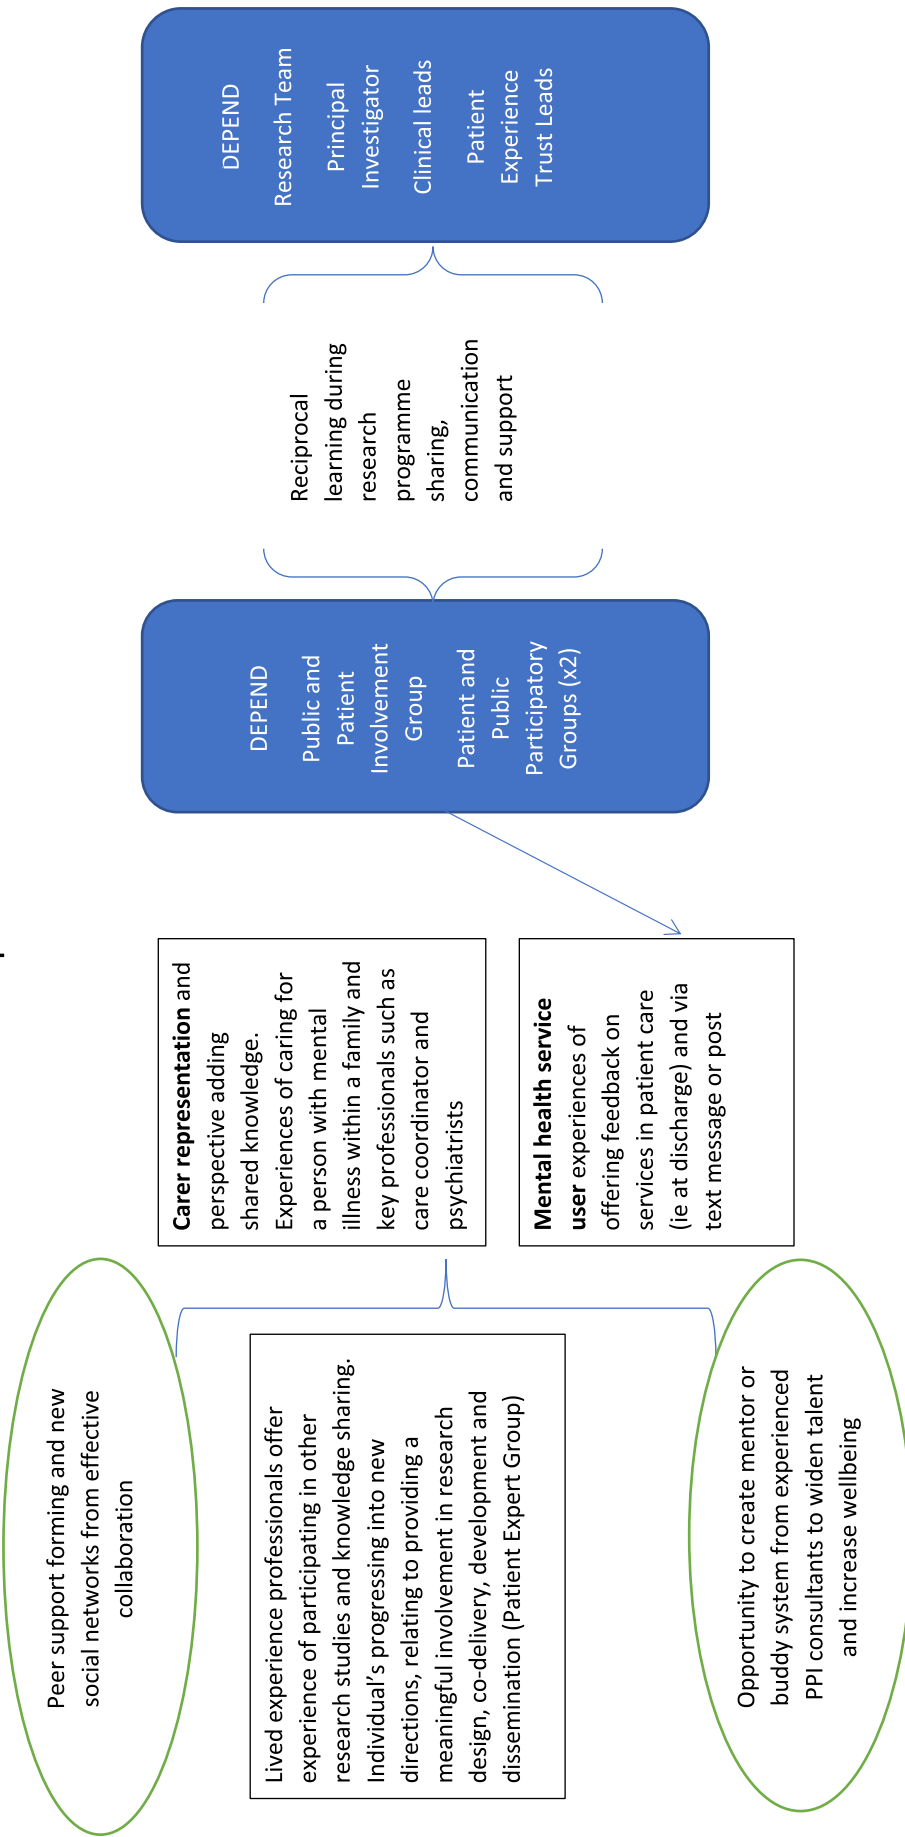 Peer support forming and new
social networks from effective
collaboration
Lived experience professionals offer
experience of participating in other
research studies and knowledge sharing.
Individual’s progressing into new
directions, relating to providing a
meaningful involvement in research
design, co-delivery, development and
dissemination (Patient Expert Group)
Opportunity to create mentor or
buddy system from experienced
PPI consultants to widen talent
and increase wellbeing
Carer representation and
perspective adding
shared knowledge.
Experiences of caring for
a person with mental
illness within a family and
key professionals such as
care coordinator and
psychiatrists
Mental health service
user experiences of
offering feedback on
services in patient care
(ie at discharge) and via
text message or post
DEPEND
Public and
Patient
Involvement
Group
Patient and
Public
Participatory
Groups (x2)
Reciprocal
learning during
research
programme
sharing,
communication
and support
DEPEND
Research Team
Principal
Investigator
Clinical leads
Patient
Experience
Trust Leads